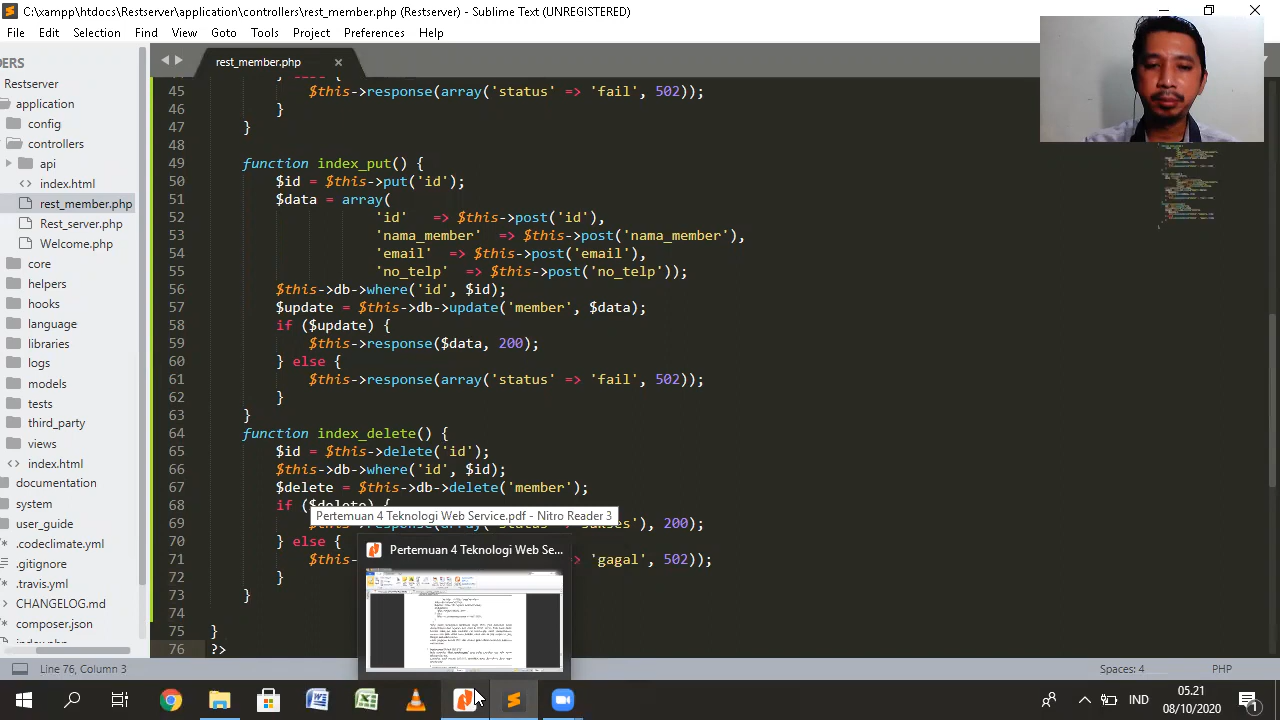 C:\xampp\htdocs\Restserver\application\controllers\rest_member.php (Restserver) - Sublime Text (UNREGISTERED)
File Edit Selection Find View Goto Tools Project Preferences Help
DERS
rest_member.php
Restserver
application
config
controllers
api
index.html
rest_member.php
Rest_server.php
Welcome.php
core
helpers
hooks
language
libraries
logs
models
tests
third_party
views
index.html
documentation
system
user_guide
.codeclimate.yml
.gitignore
.travis.yml
CHANGELOG.md
composer.json
45 $this->response(array('status' => 'fail', 502));
46 }
47 }
48
49 function index_put() {
50 $id = $this->put('id');
51 $data = array(
52 'id' => $this->post('id'),
53 'nama_member' => $this->post('nama_member'),
54 'email' => $this->post('email'),
55 'no_telp' => $this->post('no_telp'));
56 $this->db->where('id', $id);
57 $update = $this->db->update('member', $data);
58 if ($update) {
59 $this->response($data, 200);
60 } else {
61 $this->response(array('status' => 'fail', 502));
62 }
63 }
64 function index_delete() {
65 $id = $this->delete('id');
66 $this->db->where('id', $id);
67 $delete = $this->db->delete('member');
68 if ($delete) {
69 200);
70 } else {
71 $this => 'gagal', 502));
72 }
73 }
74
75 }
76 ?>
Pertemuan 4 Teknologi Web Service.pdf - Nitro Reader 3
Pertemuan 4 Teknologi Web Se...
Column 3
Spaces: 4
PHP
IND
05.21
08/10/2020
1